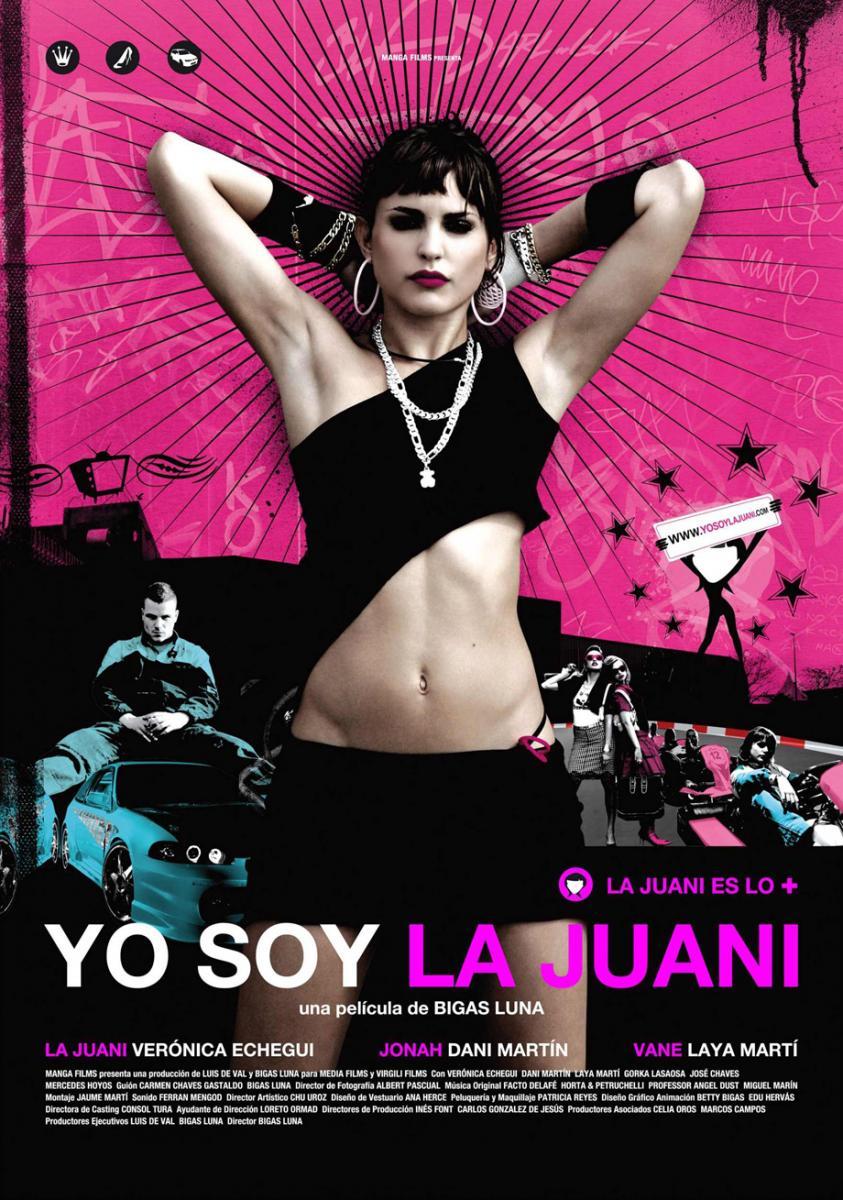 MANGA FILMS PRESENTA
WWW.YOSOYLAJUANI.COM
12
LA JUANI ES LO +
YO SOY LA JUANI
una película de BIGAS LUNA
LA JUANI VERÓNICA ECHEGUI JONAH DANI MARTÍN VANE LAYA MARTÍ
MANGA FILMS presenta una producción de LUIS DE VAL y BIGAS LUNA para MEDIA FILMS y VIRGILI FILMS Con VERÓNICA ECHEGUI DANI MARTÍN LAYA MARTÍ GORKA LASAOSA JOSÉ CHAVES
MERCEDES HOYOS Guión CARMEN CHAVES GASTALDO BIGAS LUNA Director de Fotografía ALBERT PASCUAL Música Original FACTO DELAFÉ HORTA & PETRUCHELLI PROFESSOR ANGEL DUST MIGUEL MARÍN
Montaje JAUME MARTÍ Sonido FERRAN MENGOD Director Artístico CHU UROZ Diseño de Vestuario ANA HERCE Peluquería y Maquillaje PATRICIA REYES Diseño Gráfico Animación BETTY BIGAS EDU HERVÁS
Directora de Casting CONSOL TURA Ayudante de Dirección LORETO ORMAD Directores de Producción INÉS FONT CARLOS GONZALEZ DE JESÚS Productores Asociados CELIA OROS MARCOS CAMPOS
Productores Ejecutivos LUIS DE VAL BIGAS LUNA Director BIGAS LUNA